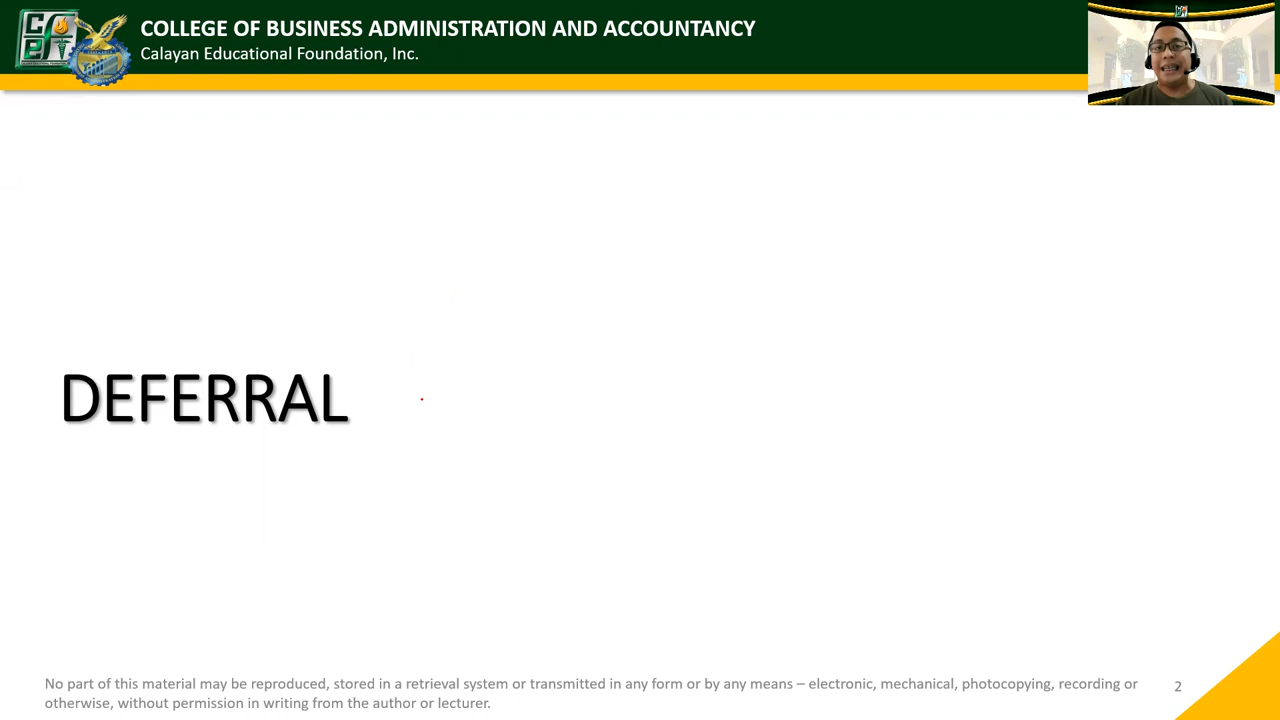 COLLEGE OF BUSINESS ADMINISTRATION AND ACCOUNTANCY
Calayan Educational Foundation, Inc.
DEFERRAL
No part of this material may be reproduced, stored in a retrieval system or transmitted in any form or by any means – electronic, mechanical, photocopying, recording or
otherwise, without permission in writing from the author or lecturer.
2